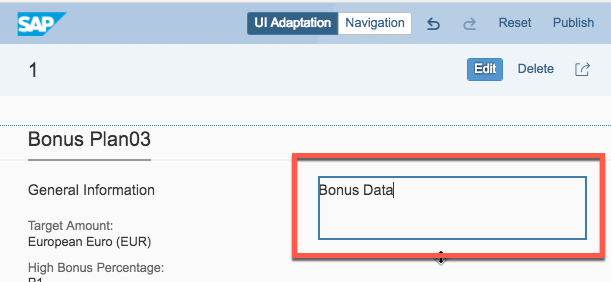 SAP UI Adaptation Navigation Reset Publish
1 Edit Delete
Bonus Plan03
General Information
Bonus Data
Target Amount:
European Euro (EUR)
High Bonus Percentage: